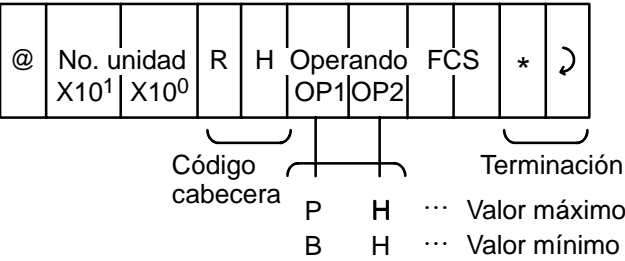 @ No. unidad R H Operando FCS * ⤸
X10¹ X10⁰ OP1 OP2
Código cabecera Terminación
P H ··· Valor máximo
B H ··· Valor mínimo